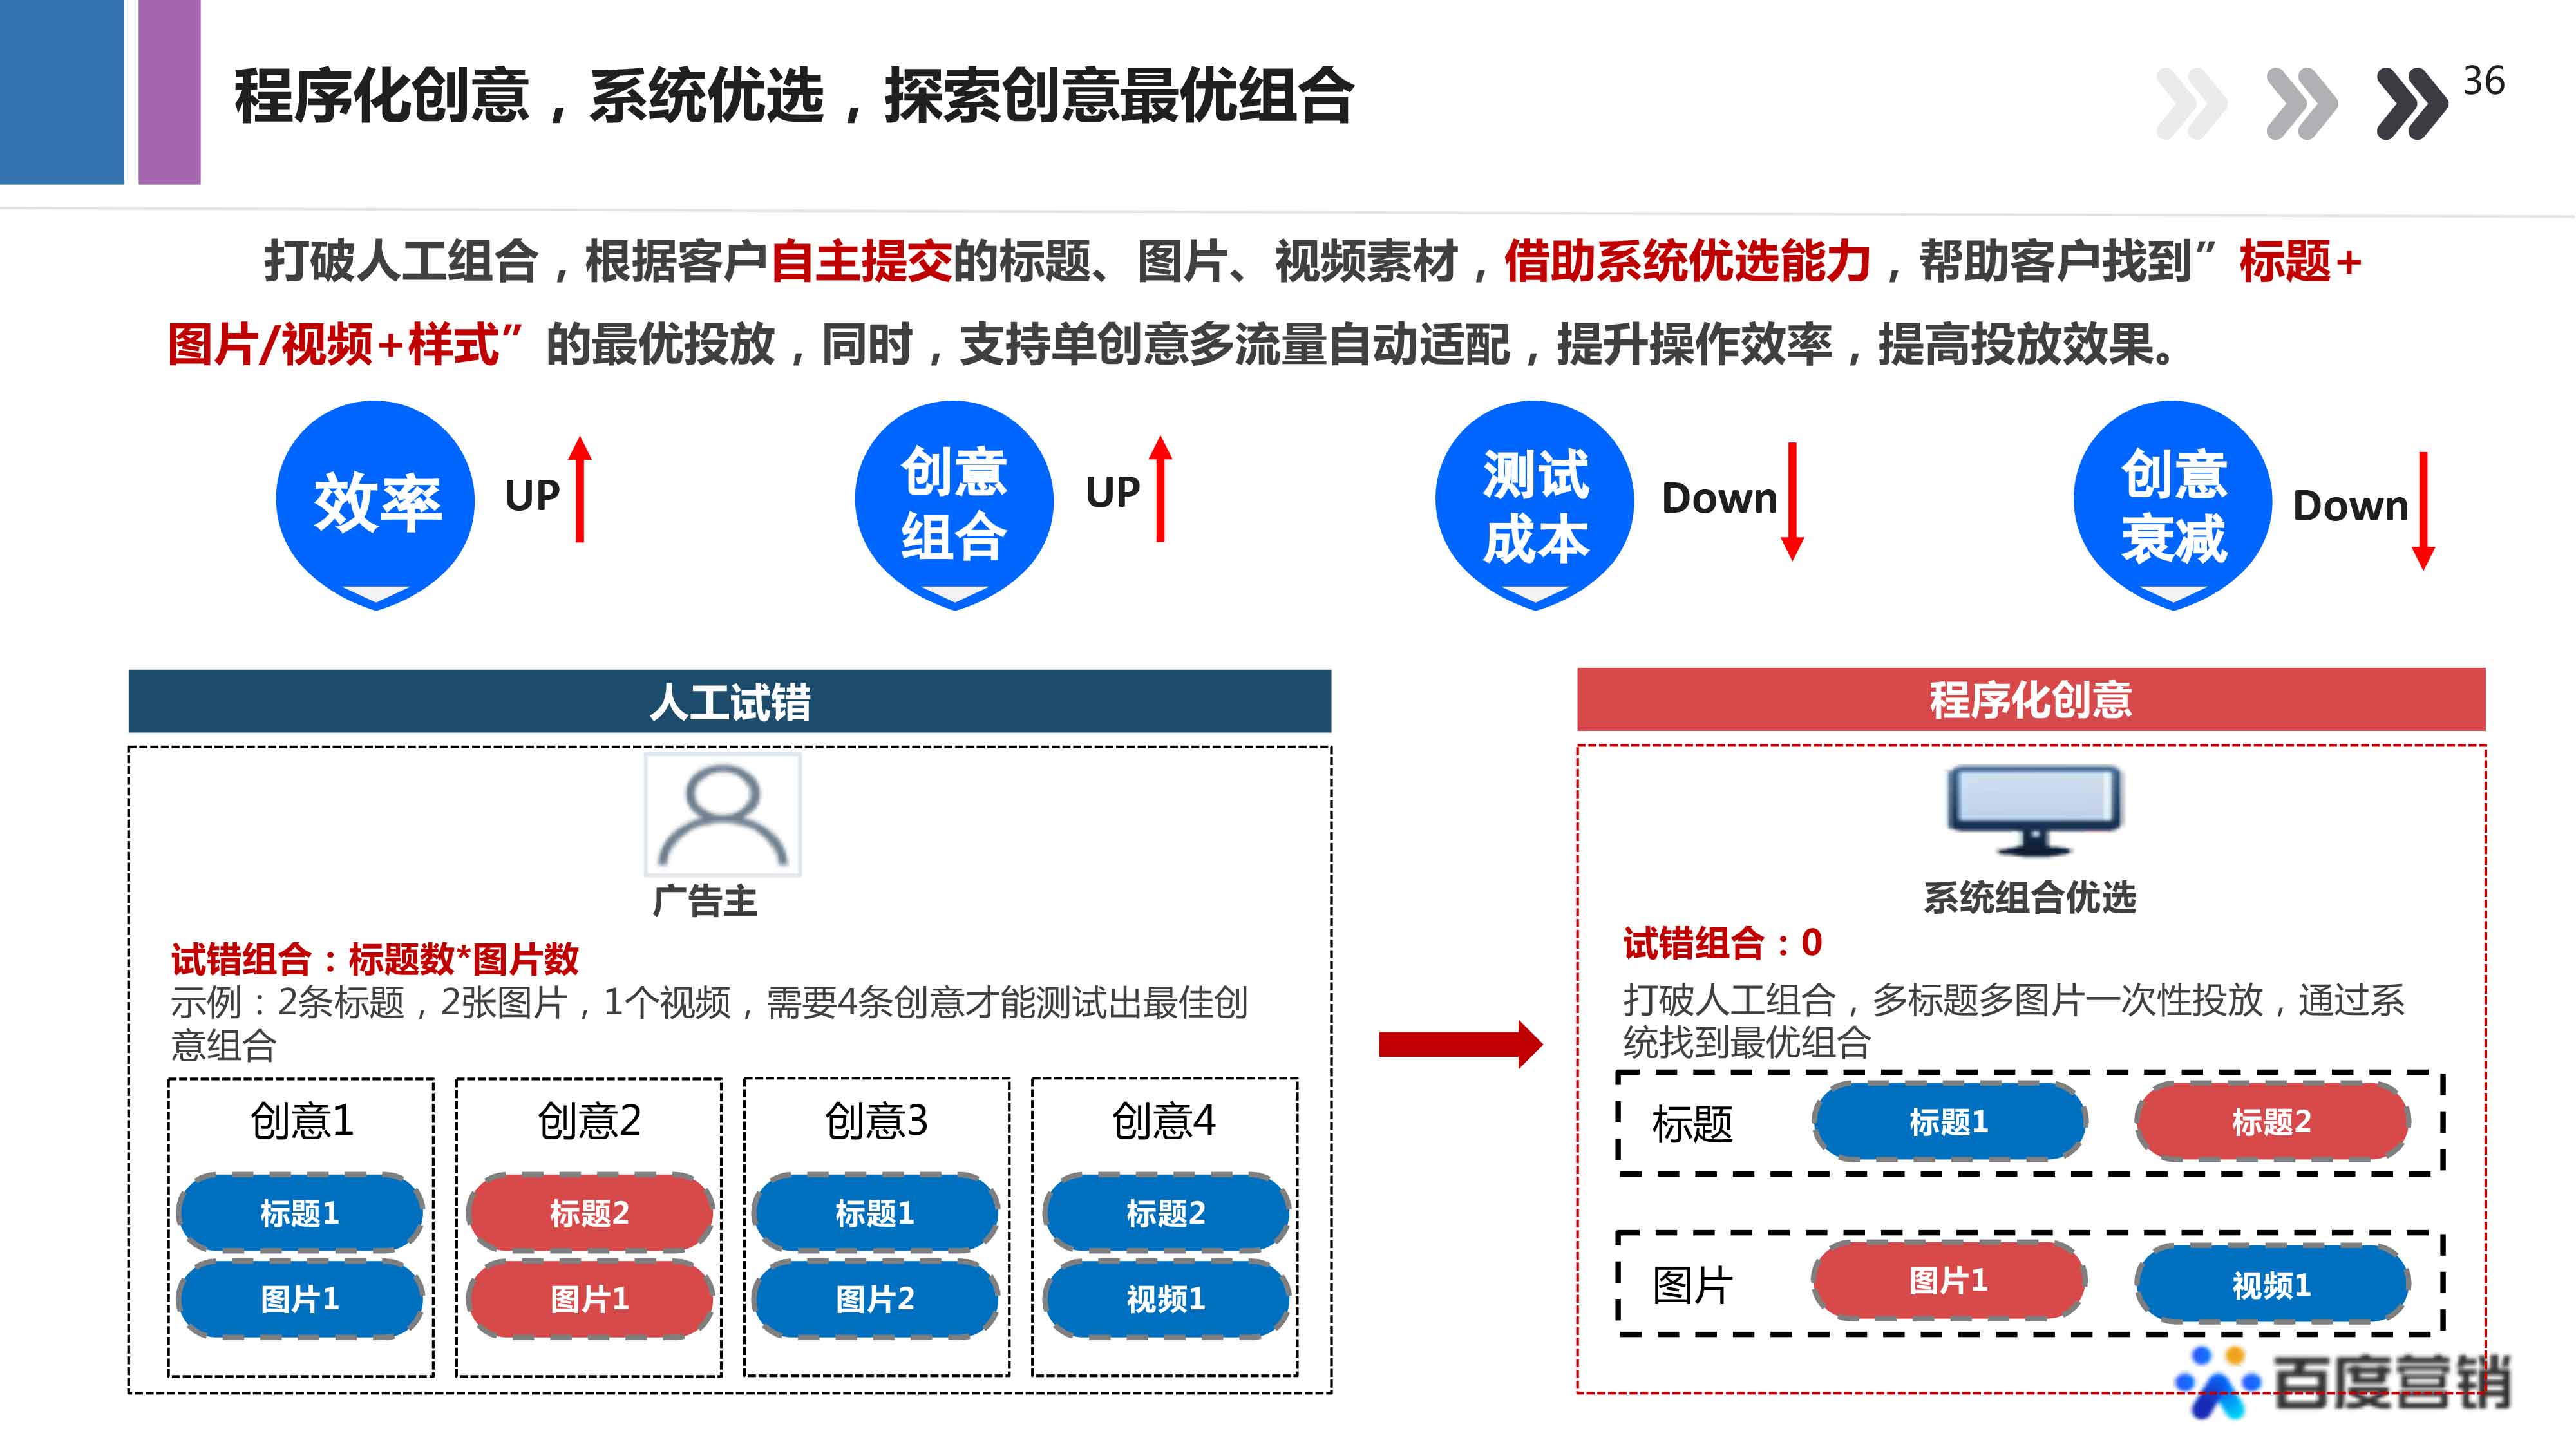 程序化创意，系统优选，探索创意最优组合
36
打破人工组合，根据客户自主提交的标题、图片、视频素材，借助系统优选能力，帮助客户找到”标题+
图片/视频+样式”的最优投放，同时，支持单创意多流量自动适配，提升操作效率，提高投放效果。
效率
UP
创意
组合
UP
测试
成本
Down
创意
衰减
Down
人工试错
广告主
试错组合：标题数*图片数
示例：2条标题，2张图片，1个视频，需要4条创意才能测试出最佳创
意组合
创意1
标题1
图片1
创意2
标题2
图片1
创意3
标题1
图片2
创意4
标题2
视频1
程序化创意
系统组合优选
试错组合：0
打破人工组合，多标题多图片一次性投放，通过系
统找到最优组合
标题
标题1
标题2
图片
图片1
视频1
百度营销